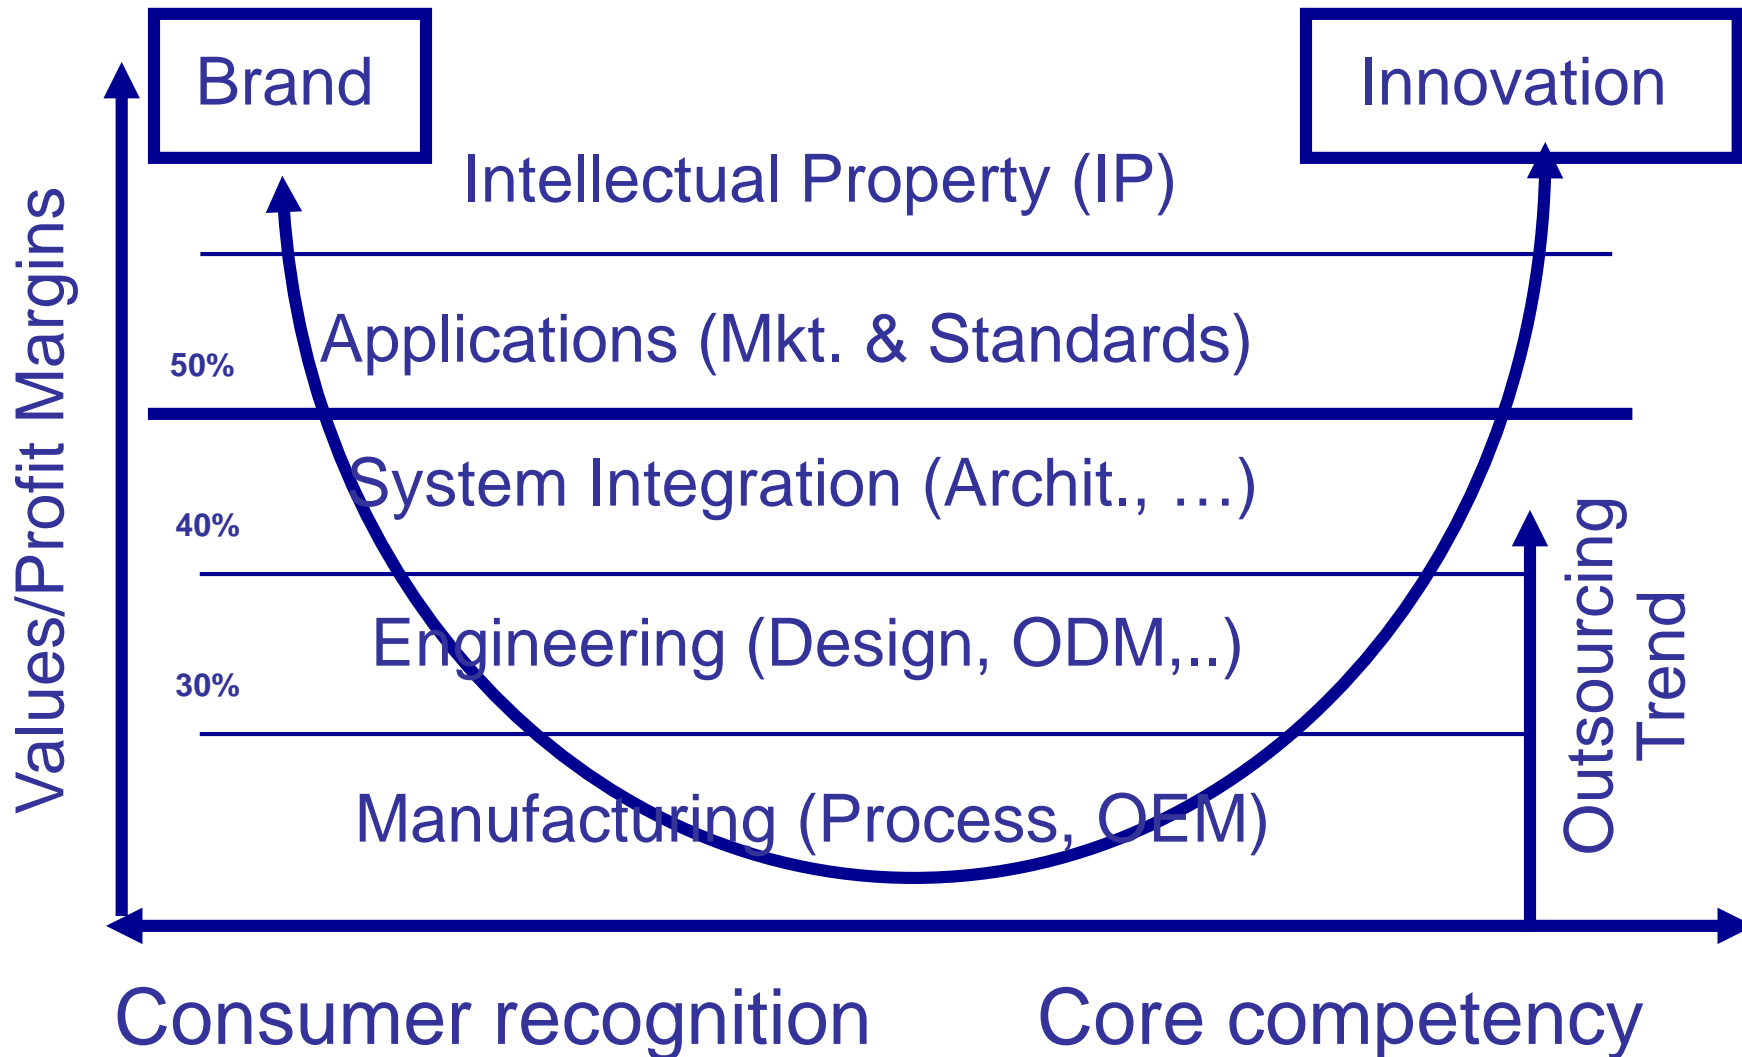 Brand
Innovation
Intellectual Property (IP)
Applications (Mkt. & Standards)
50%
System Integration (Archit., …)
40%
Engineering (Design, ODM,..)
30%
Manufacturing (Process, OEM)
Values/Profit Margins
Outsourcing
Trend
Consumer recognition
Core competency